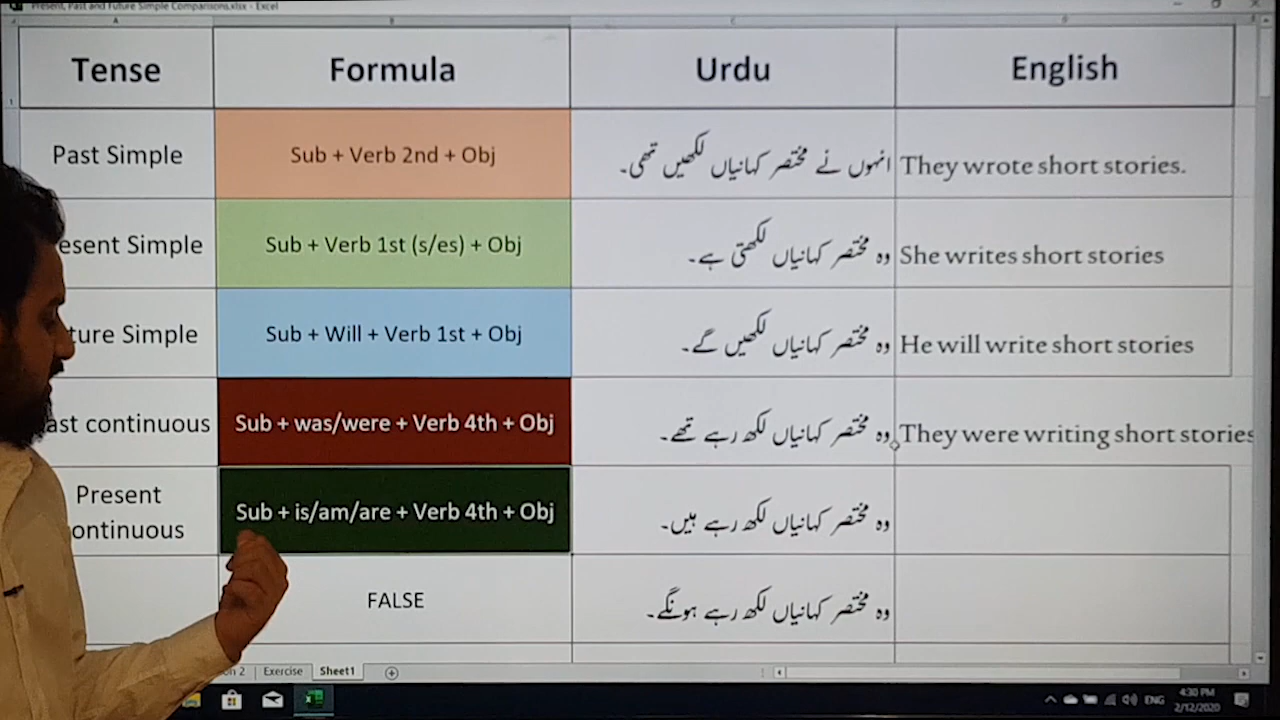 Present, Past and Future Simple Comparisons.xlsx - Excel
A B C D
Tense Formula Urdu English
1
Past Simple Sub + Verb 2nd + Obj انہوں نے مختصر کہانیاں لکھیں تھی۔ They wrote short stories.
esent Simple Sub + Verb 1st (s/es) + Obj وہ مختصر کہانیاں لکھتی ہے۔ She writes short stories
ture Simple Sub + Will + Verb 1st + Obj وہ مختصر کہانیاں لکھیں گے۔ He will write short stories
ast continuous Sub + was/were + Verb 4th + Obj وہ مختصر کہانیاں لکھ رہے تھے۔ They were writing short stories
Present
ontinuous Sub + is/am/are + Verb 4th + Obj وہ مختصر کہانیاں لکھ رہے ہیں۔
FALSE وہ مختصر کہانیاں لکھ رہے ہونگے۔
on 2 Exercise Sheet1
ENG 4:30 PM
2/12/2020